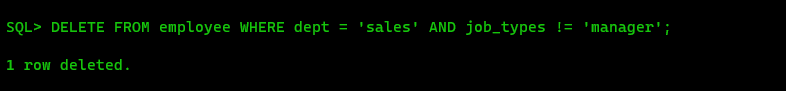 SQL> DELETE FROM employee WHERE dept = 'sales' AND job_types != 'manager';
1 row deleted.